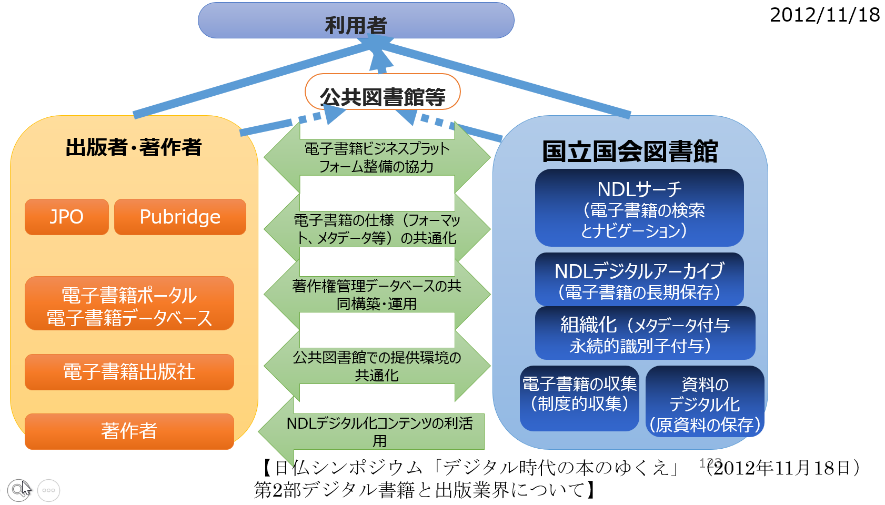 2012/11/18
利用者
公共図書館等
出版者・著作者
JPO
Pubridge
電子書籍ポータル
電子書籍データベース
電子書籍出版社
著作者
電子書籍ビジネスプラット
フォーム整備の協力
電子書籍の仕様（フォーマッ
ト、メタデータ等）の共通化
著作権管理データベースの共
同構築・運用
公共図書館での提供環境の
共通化
NDLデジタル化コンテンツの利活
用
国立国会図書館
NDLサーチ
（電子書籍の検索
とナビゲーション）
NDLデジタルアーカイブ
（電子書籍の長期保存）
組織化（メタデータ付与
永続的識別子付与）
電子書籍の収集
（制度的収集）
資料の
デジタル化
（原資料の保存）
【日仏シンポジウム「デジタル時代の本のゆくえ」（2012年11月18日）
第2部デジタル書籍と出版業界について】